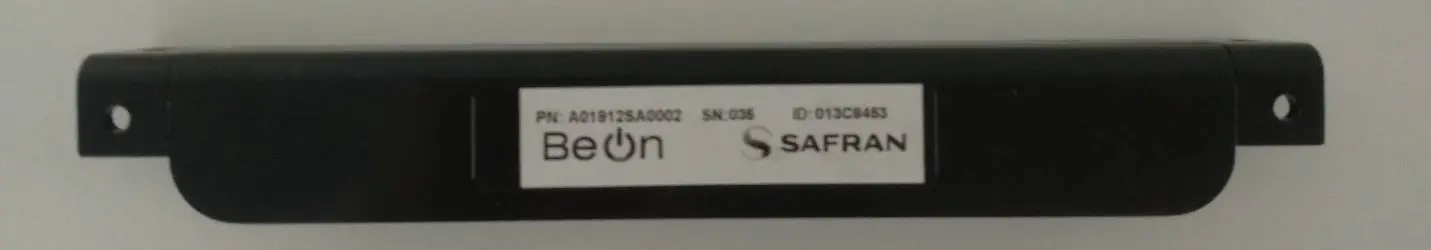 PN: A01912SA0002 SN:035 ID:013C8453
BeOn SAFRAN